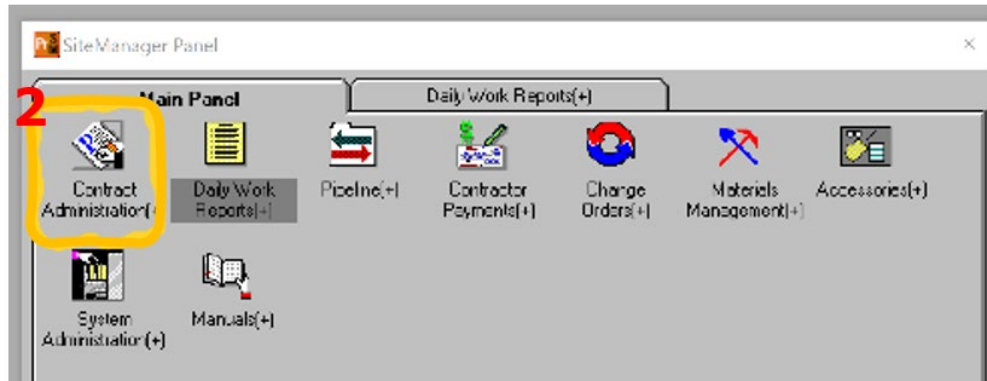 SiteManager Panel
2
Main Panel
Daily Work Reports(+)
Contract
Administration(+
Daily Work
Reports(+)
Pipeline(+)
Contractor
Payments(+)
Change
Orders(+)
Materials
Management(+)
Accessories(+)
System
Administration(+)
Manuals(+)